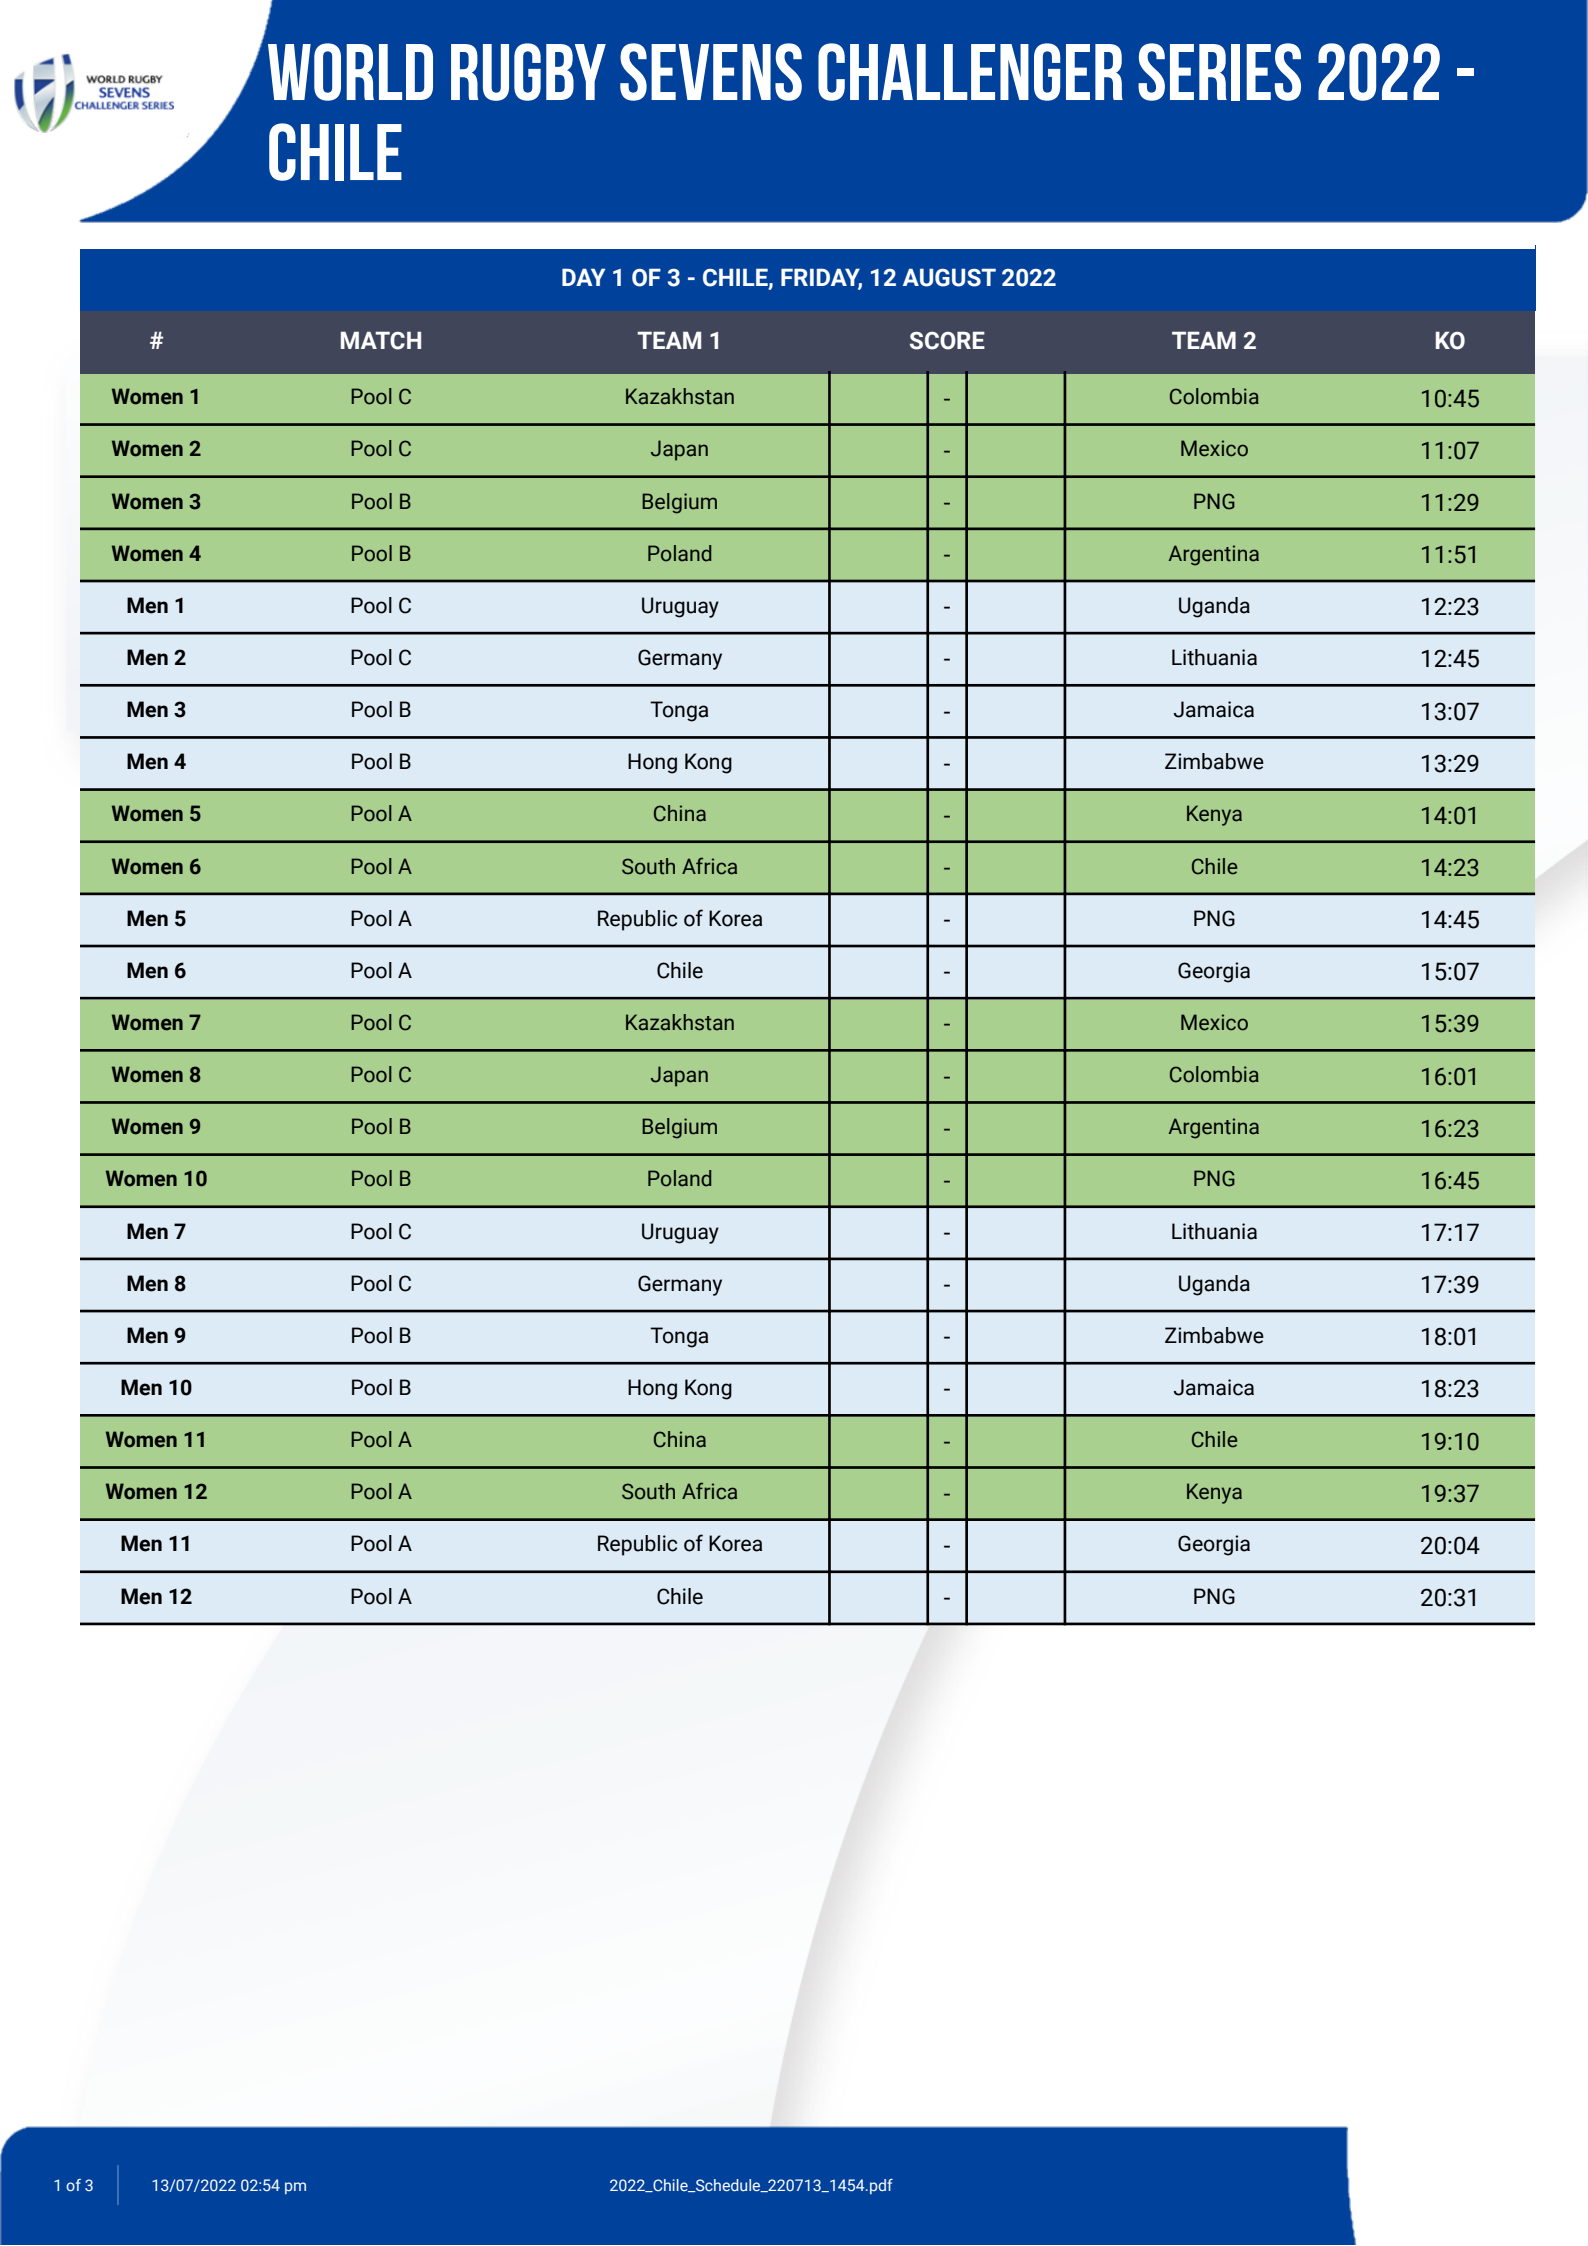 WORLD RUGBY
SEVENS
CHALLENGER SERIES
WORLD RUGBY SEVENS CHALLENGER SERIES 2022 -
CHILE
DAY 1 OF 3 - CHILE, FRIDAY, 12 AUGUST 2022
# MATCH TEAM 1 SCORE TEAM 2 KO
Women 1 Pool C Kazakhstan - Colombia 10:45
Women 2 Pool C Japan - Mexico 11:07
Women 3 Pool B Belgium - PNG 11:29
Women 4 Pool B Poland - Argentina 11:51
Men 1 Pool C Uruguay - Uganda 12:23
Men 2 Pool C Germany - Lithuania 12:45
Men 3 Pool B Tonga - Jamaica 13:07
Men 4 Pool B Hong Kong - Zimbabwe 13:29
Women 5 Pool A China - Kenya 14:01
Women 6 Pool A South Africa - Chile 14:23
Men 5 Pool A Republic of Korea - PNG 14:45
Men 6 Pool A Chile - Georgia 15:07
Women 7 Pool C Kazakhstan - Mexico 15:39
Women 8 Pool C Japan - Colombia 16:01
Women 9 Pool B Belgium - Argentina 16:23
Women 10 Pool B Poland - PNG 16:45
Men 7 Pool C Uruguay - Lithuania 17:17
Men 8 Pool C Germany - Uganda 17:39
Men 9 Pool B Tonga - Zimbabwe 18:01
Men 10 Pool B Hong Kong - Jamaica 18:23
Women 11 Pool A China - Chile 19:10
Women 12 Pool A South Africa - Kenya 19:37
Men 11 Pool A Republic of Korea - Georgia 20:04
Men 12 Pool A Chile - PNG 20:31
1 of 3 13/07/2022 02:54 pm 2022_Chile_Schedule_220713_1454.pdf